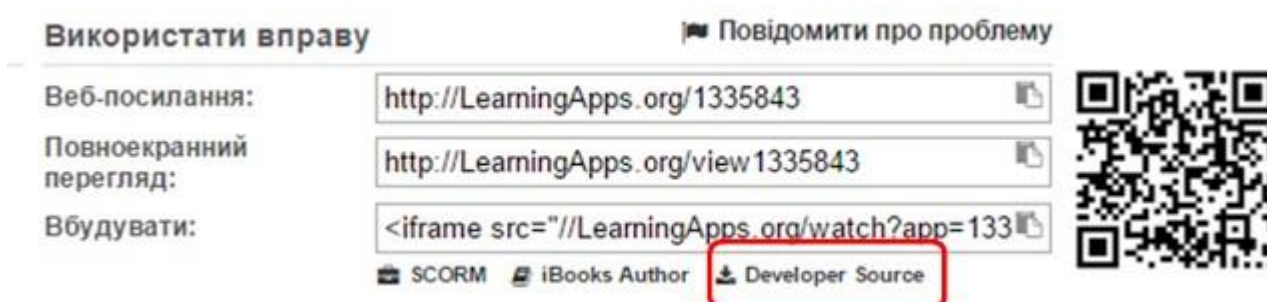 Використати вправу
Повідомити про проблему
Веб-посилання:
http://LearningApps.org/1335843
Повноекранний
перегляд:
http://LearningApps.org/view1335843
Вбудувати:
<iframe src="//LearningApps.org/watch?app=133
SCORM iBooks Author Developer Source